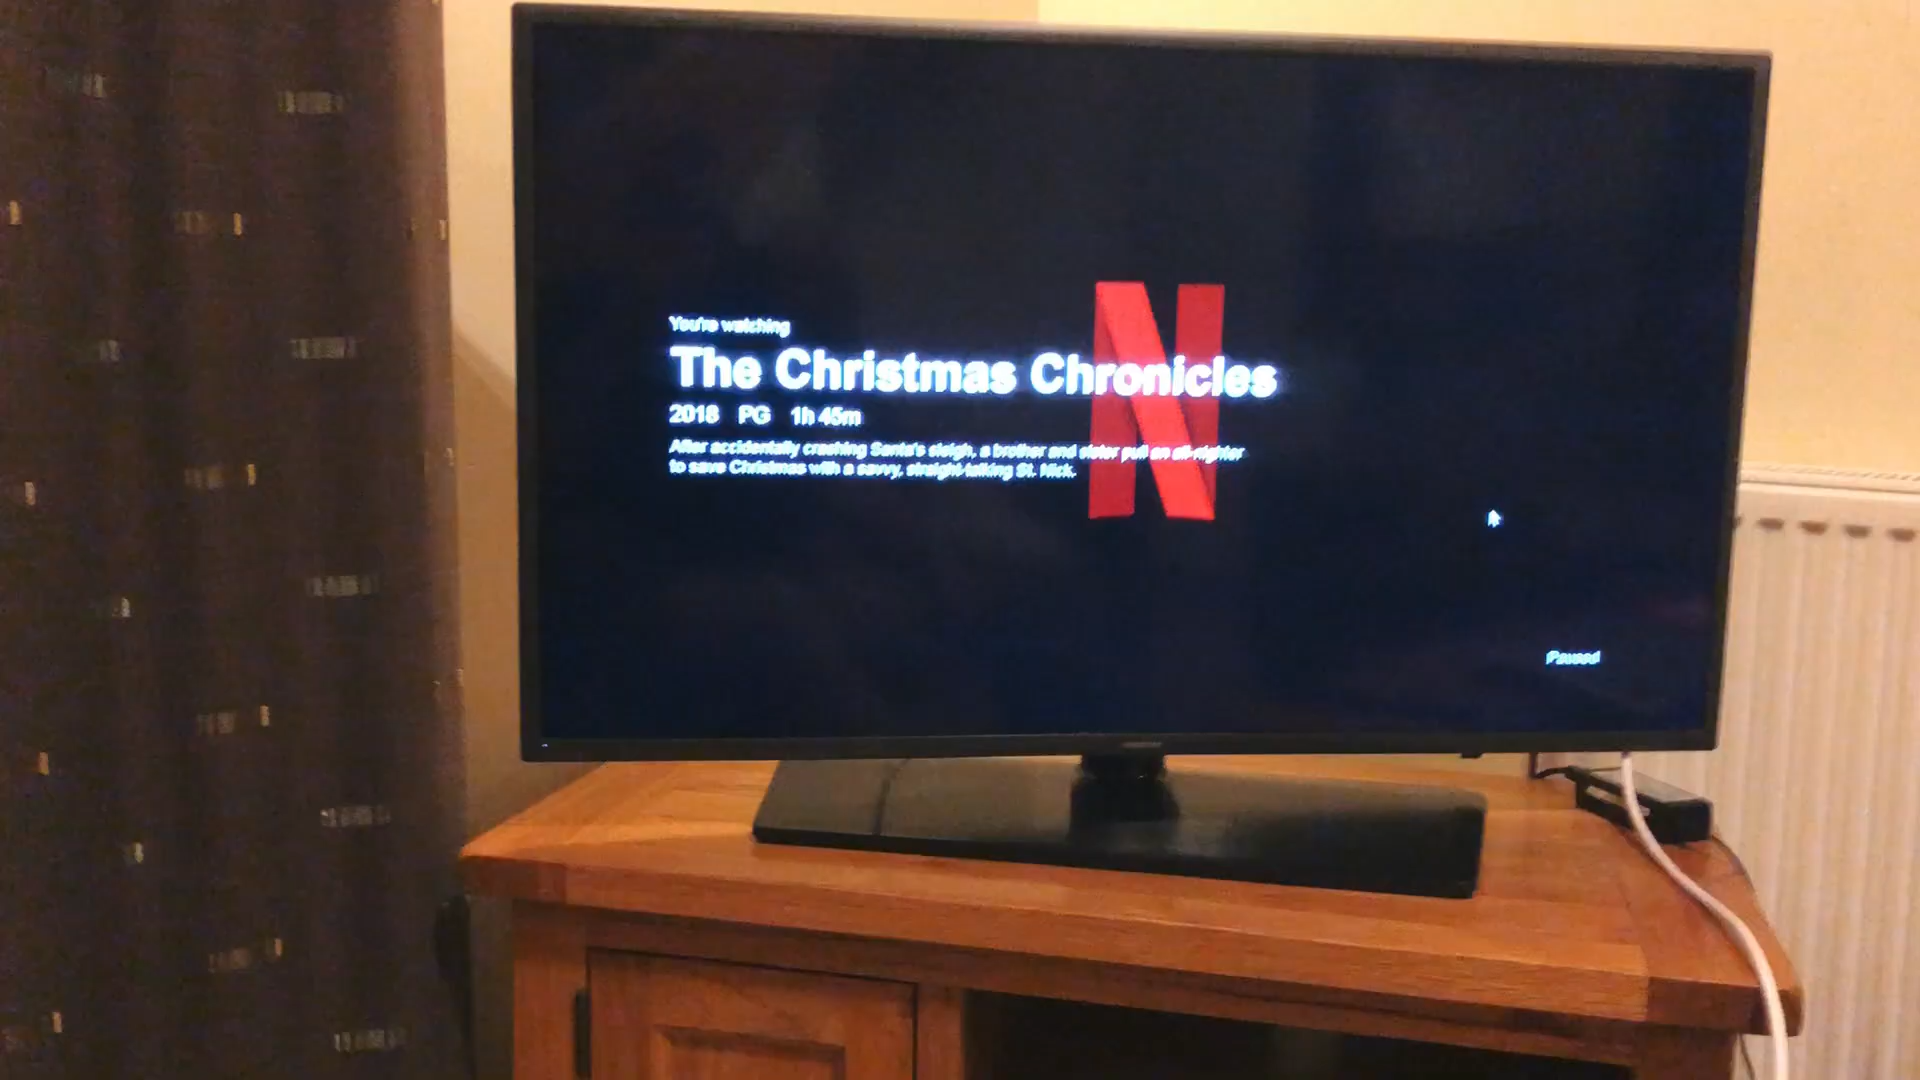 You're watching
The Christmas Chronicles
2018 PG 1h 45m
After accidentally crashing Santa's sleigh, a brother and sister pull an all-nighter
to save Christmas with a savvy, straight-talking St. Nick.
Paused